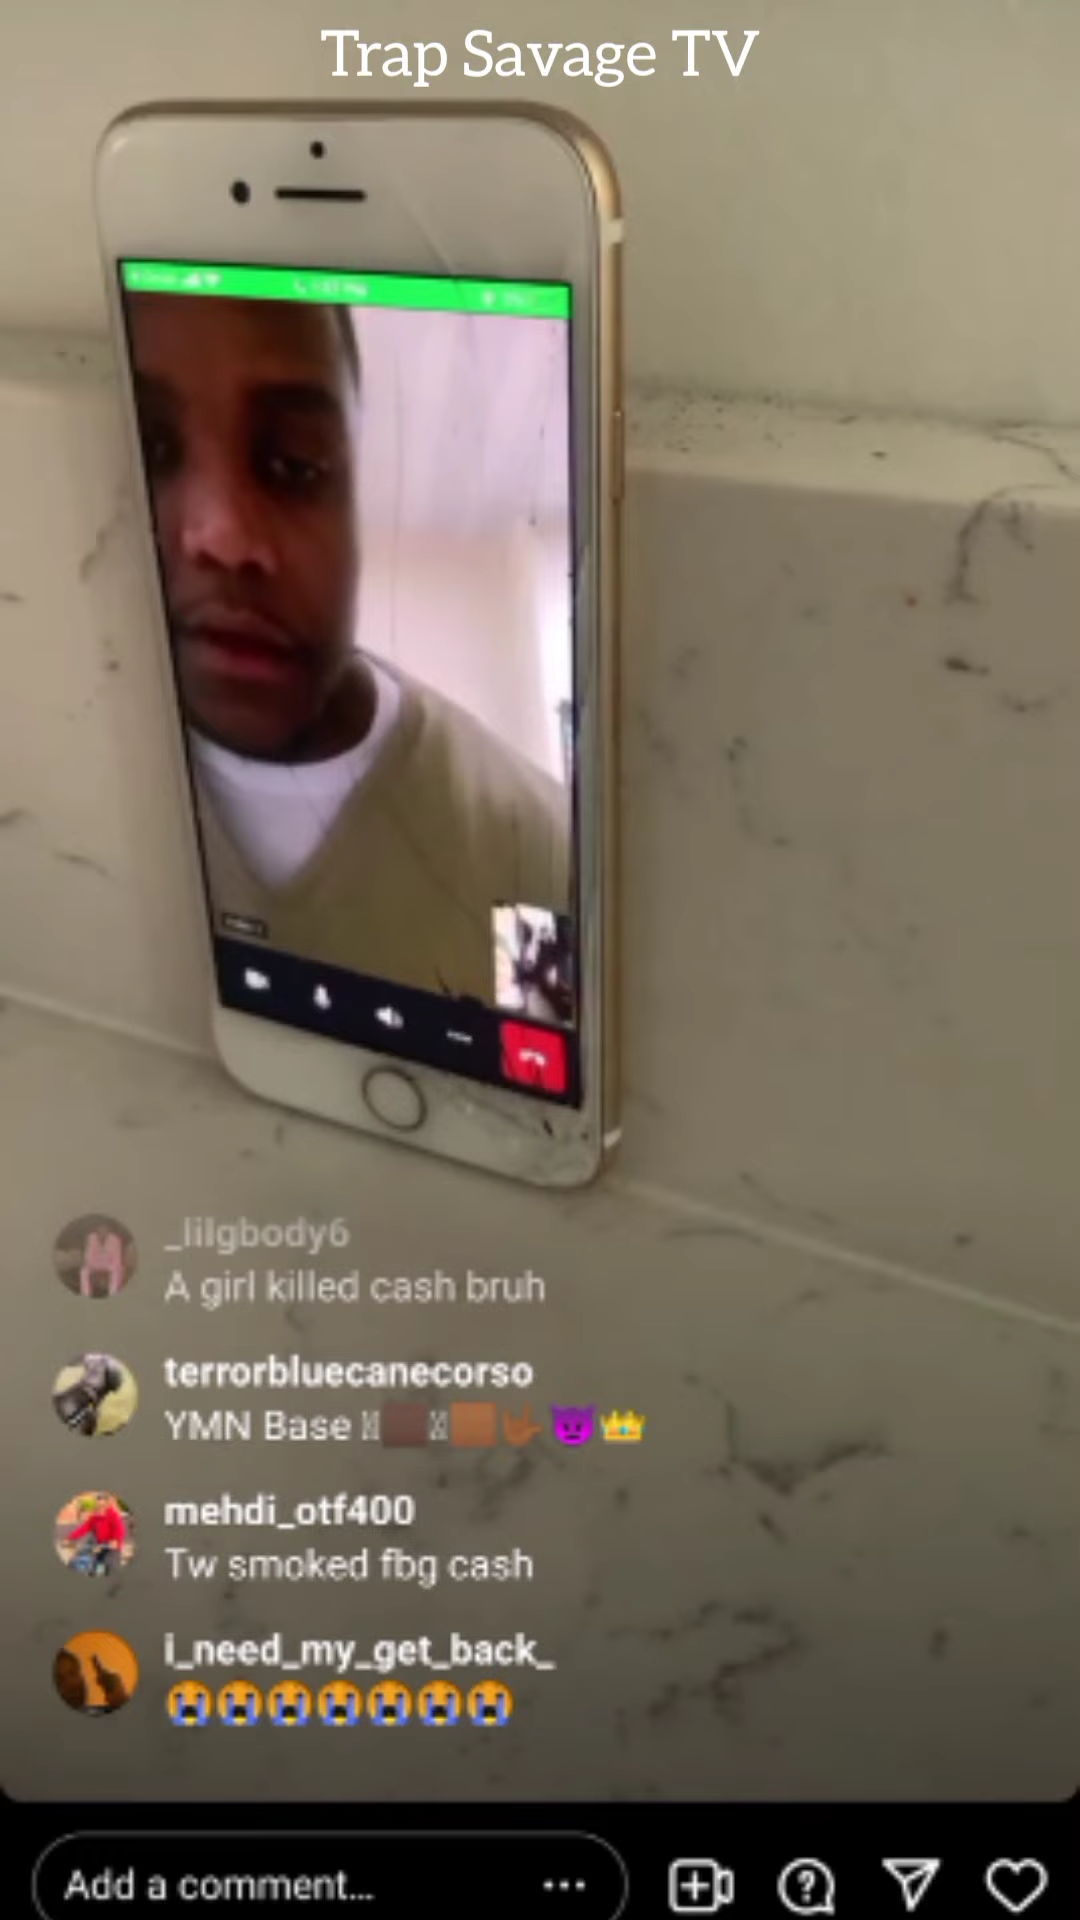 Trap Savage TV
_lilgbody6
A girl killed cash bruh
terrorbluecanecorso
YMN Base 🤟🏾😈👑
mehdi_otf400
Tw smoked fbg cash
i_need_my_get_back_
😭😭😭😭😭😭😭
Add a comment...